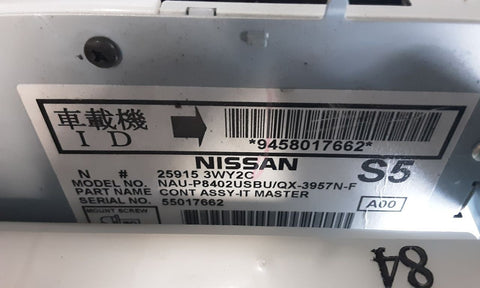 車載機
I D
*9458017662*
NISSAN
S5
N # 25915 3WY2C
MODEL NO. NAU-P8402USBU/QX-3957N-F
PART NAME CONT ASSY-IT MASTER
SERIAL NO. 55017662
A00
MOUNT SCREW
84